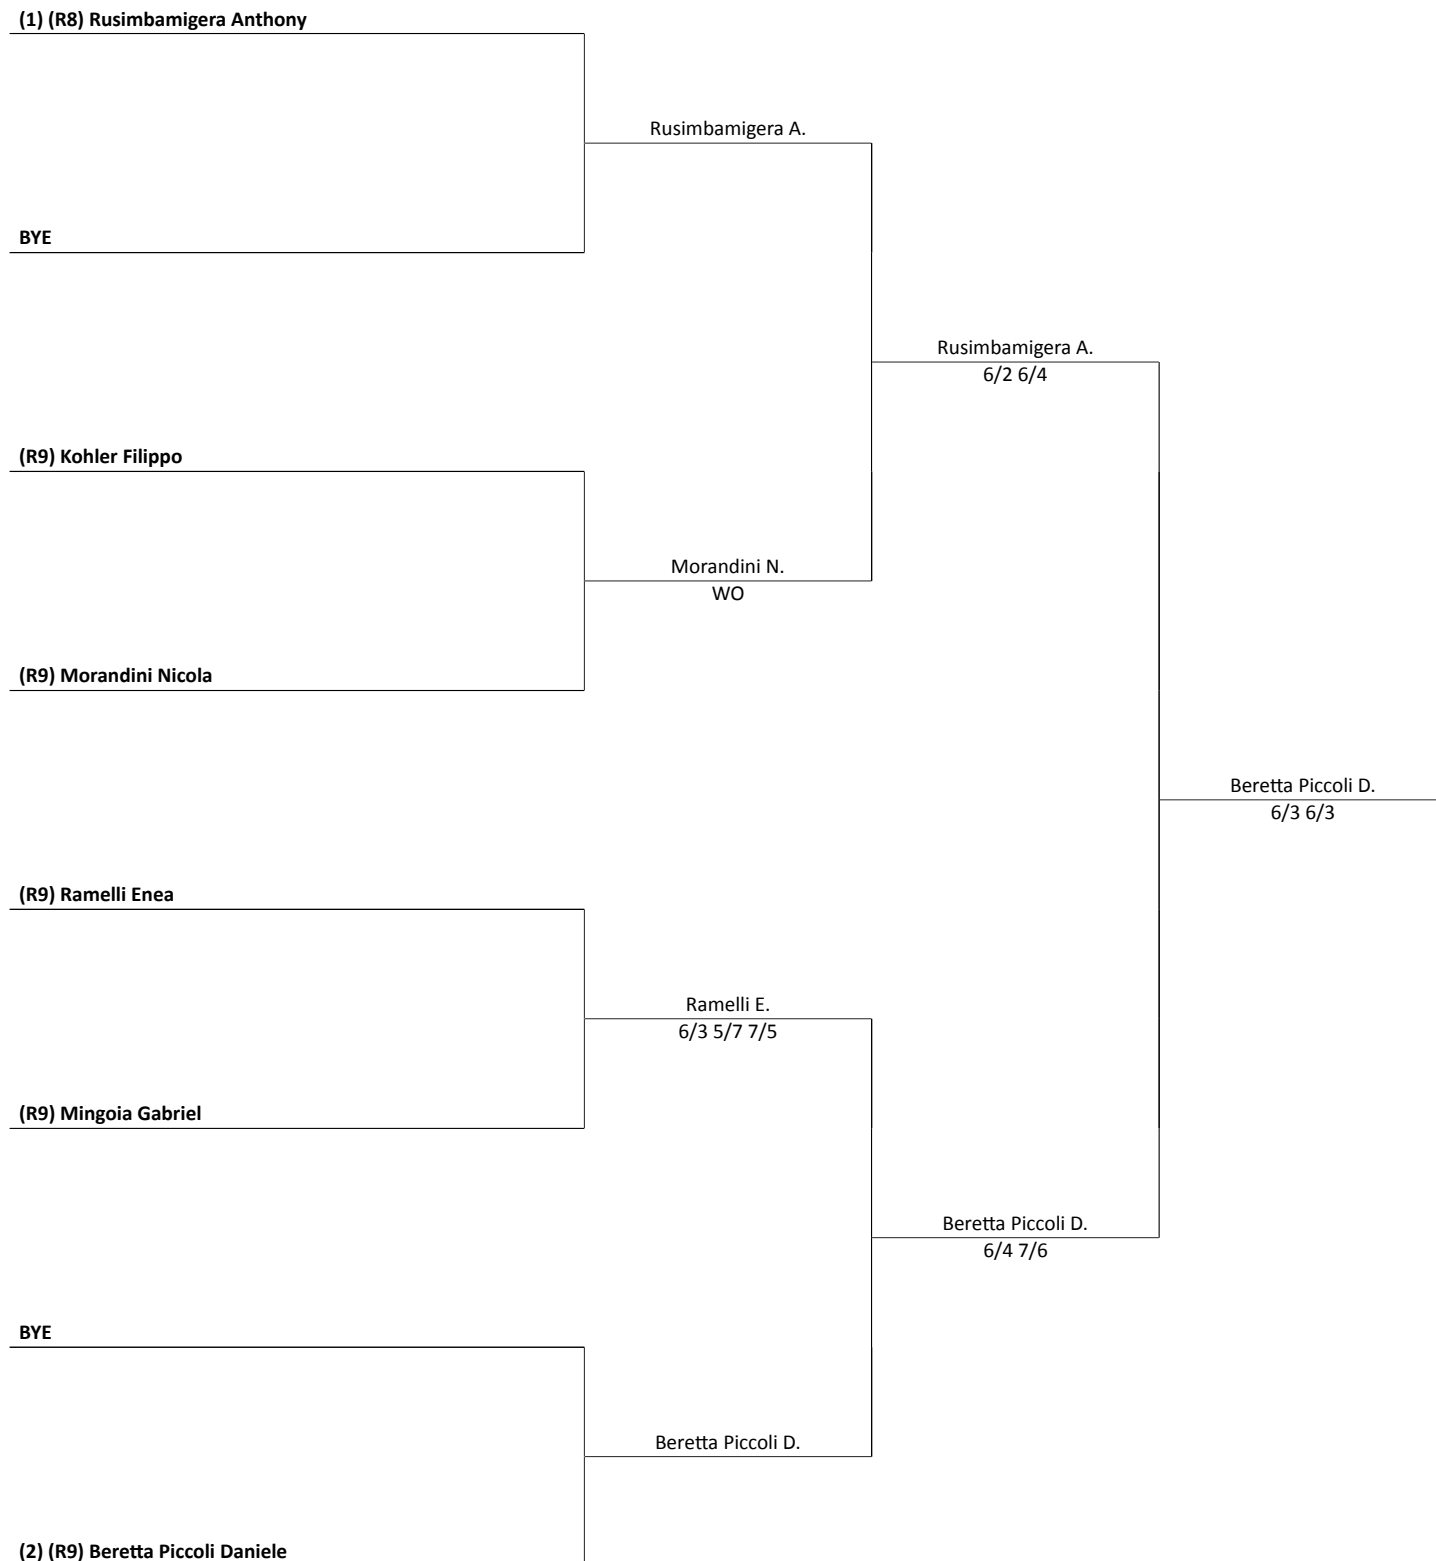 (1) (R8) Rusimbamigera Anthony
Rusimbamigera A.
BYE
Rusimbamigera A.
6/2 6/4
(R9) Kohler Filippo
Morandini N.
WO
(R9) Morandini Nicola
Beretta Piccoli D.
6/3 6/3
(R9) Ramelli Enea
Ramelli E.
6/3 5/7 7/5
(R9) Mingoia Gabriel
Beretta Piccoli D.
6/4 7/6
BYE
Beretta Piccoli D.
(2) (R9) Beretta Piccoli Daniele